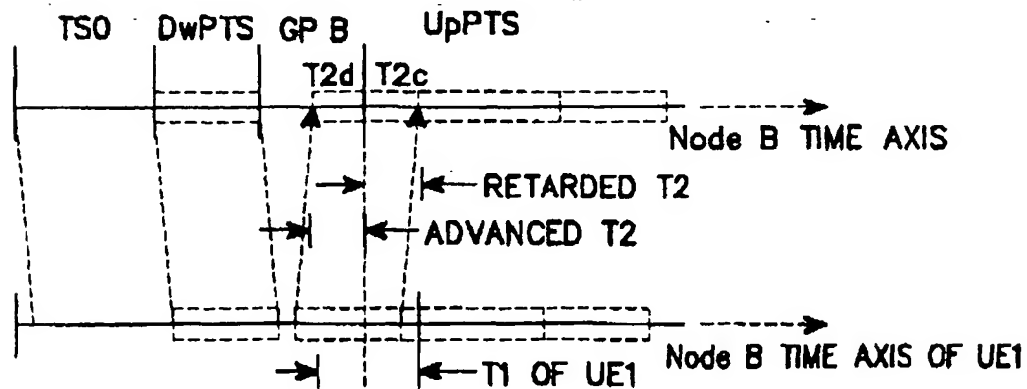 TS0 DwPTS GP B UpPTS
T2d T2c
Node B TIME AXIS
RETARDED T2
ADVANCED T2
T1 OF UE1
Node B TIME AXIS OF UE1